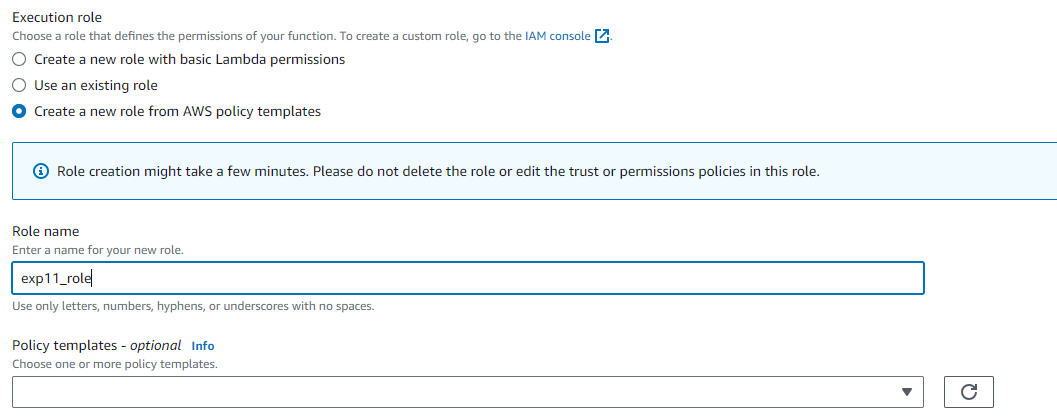 Execution role
Choose a role that defines the permissions of your function. To create a custom role, go to the IAM console.
Create a new role with basic Lambda permissions
Use an existing role
Create a new role from AWS policy templates
Role creation might take a few minutes. Please do not delete the role or edit the trust or permissions policies in this role.
Role name
Enter a name for your new role.
exp11_role
Use only letters, numbers, hyphens, or underscores with no spaces.
Policy templates - optional Info
Choose one or more policy templates.